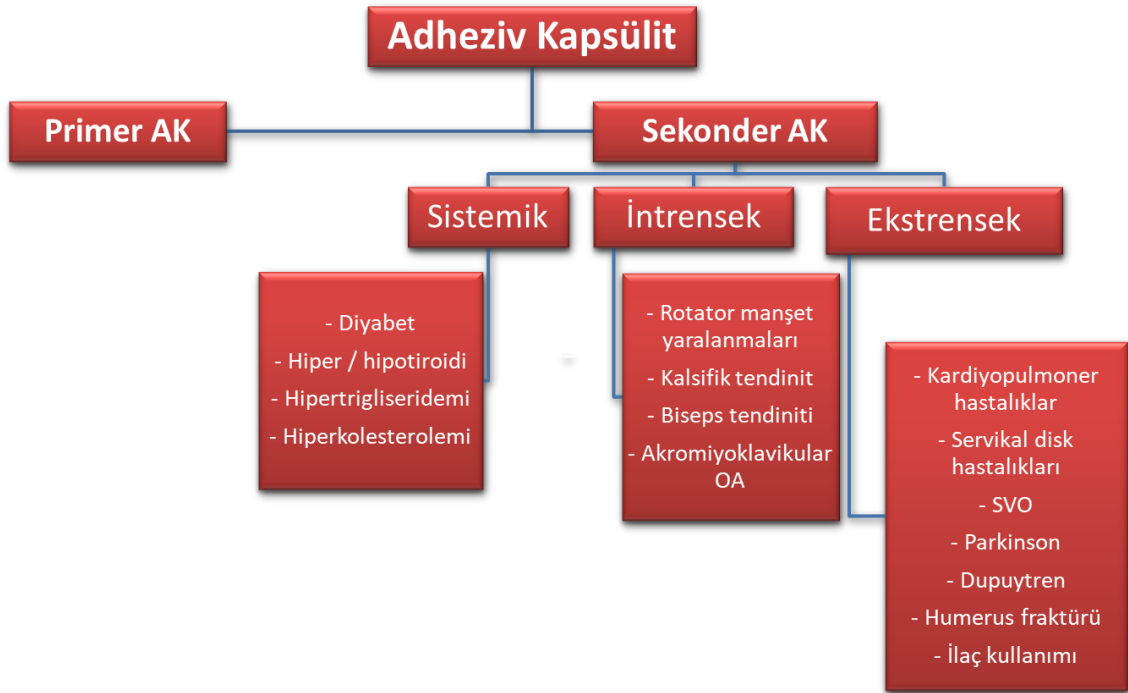 Adheziv Kapsülit
Primer AK
Sekonder AK
Sistemik
İntrensek
Ekstrensek
- Diyabet
- Hiper / hipotiroidi
- Hipertrigliseridemi
- Hiperkolesterolemi
- Rotator manşet
yaralanmaları
- Kalsifik tendinit
- Biseps tendiniti
- Akromiyoklavikular
OA
- Kardiyopulmoner
hastalıklar
- Servikal disk
hastalıkları
- SVO
- Parkinson
- Dupuytren
- Humerus fraktürü
- İlaç kullanımı